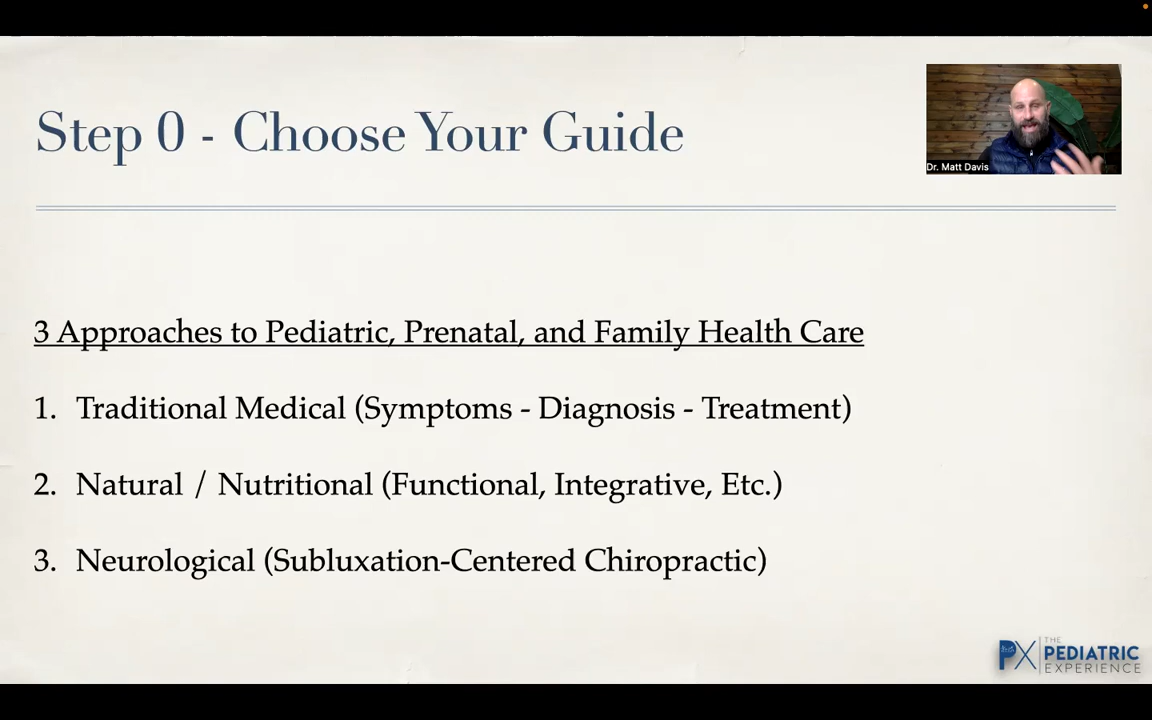 Step 0 - Choose Your Guide
Dr. Matt Davis
3 Approaches to Pediatric, Prenatal, and Family Health Care
1. Traditional Medical (Symptoms - Diagnosis - Treatment)
2. Natural / Nutritional (Functional, Integrative, Etc.)
3. Neurological (Subluxation-Centered Chiropractic)
PX THE
PEDIATRIC
EXPERIENCE